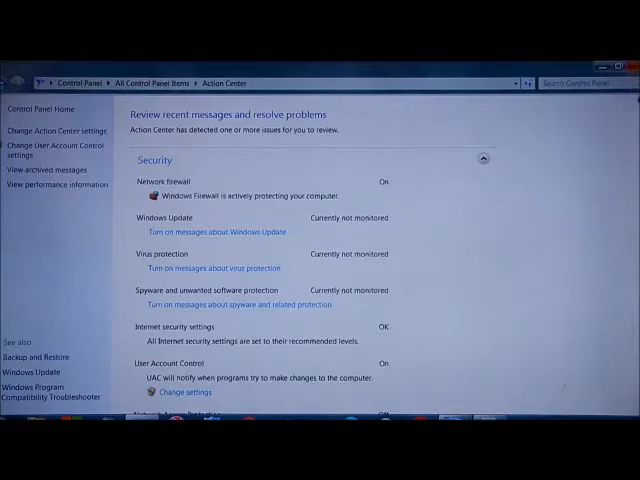 Control Panel ▸ All Control Panel Items ▸ Action Center
Search Control Panel
Control Panel Home
Change Action Center settings
Change User Account Control
settings
View archived messages
View performance information
See also
Backup and Restore
Windows Update
Windows Program
Compatibility Troubleshooter
Review recent messages and resolve problems
Action Center has detected one or more issues for you to review.
Security
Network firewall On
Windows Firewall is actively protecting your computer.
Windows Update Currently not monitored
Turn on messages about Windows Update
Virus protection Currently not monitored
Turn on messages about virus protection
Spyware and unwanted software protection Currently not monitored
Turn on messages about spyware and related protection
Internet security settings OK
All Internet security settings are set to their recommended levels.
User Account Control On
UAC will notify when programs try to make changes to the computer.
Change settings